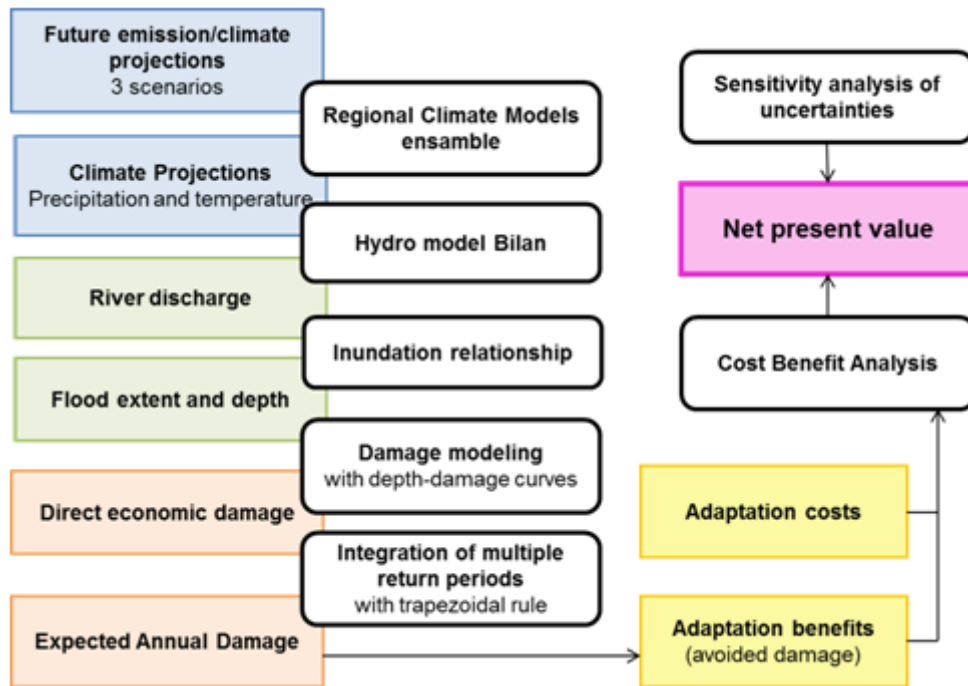 Future emission/climate
projections
3 scenarios
Regional Climate Models
ensamble
Climate Projections
Precipitation and temperature
Hydro model Bilan
River discharge
Inundation relationship
Flood extent and depth
Damage modeling
with depth-damage curves
Direct economic damage
Integration of multiple
return periods
with trapezoidal rule
Expected Annual Damage
Sensitivity analysis of
uncertainties
Net present value
Cost Benefit Analysis
Adaptation costs
Adaptation benefits
(avoided damage)